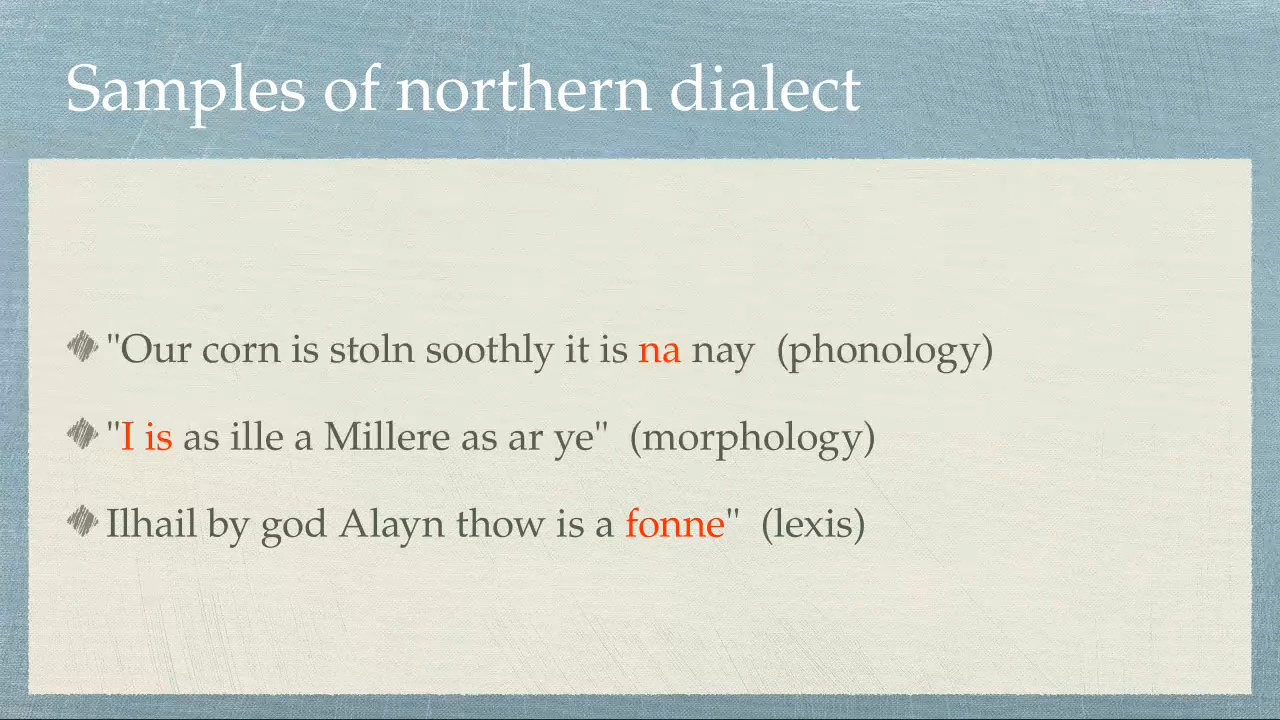 Samples of northern dialect
"Our corn is stoln soothly it is na nay (phonology)
"I is as ille a Millere as ar ye" (morphology)
Ilhail by god Alayn thow is a fonne" (lexis)